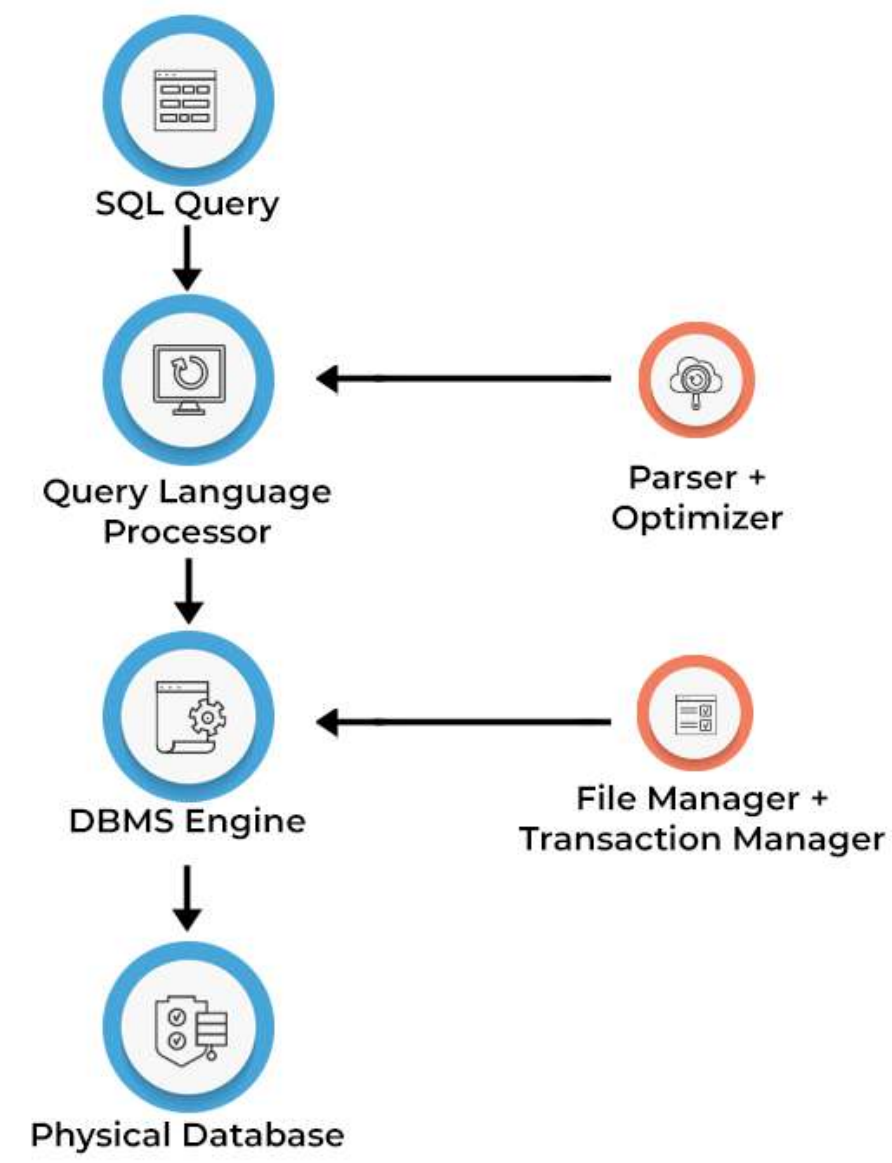 SQL Query
Query Language
Processor
Parser +
Optimizer
DBMS Engine
File Manager +
Transaction Manager
Physical Database